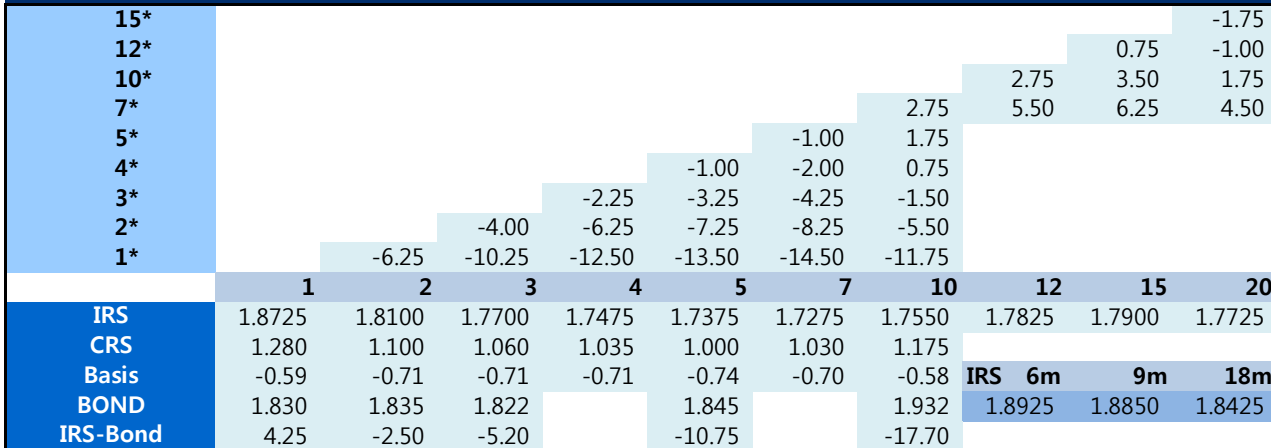 15* -1.75
12* 0.75 -1.00
10* 2.75 3.50 1.75
7* 2.75 5.50 6.25 4.50
5* -1.00 1.75
4* -1.00 -2.00 0.75
3* -2.25 -3.25 -4.25 -1.50
2* -4.00 -6.25 -7.25 -8.25 -5.50
1* -6.25 -10.25 -12.50 -13.50 -14.50 -11.75
1 2 3 4 5 7 10 12 15 20
IRS 1.8725 1.8100 1.7700 1.7475 1.7375 1.7275 1.7550 1.7825 1.7900 1.7725
CRS 1.280 1.100 1.060 1.035 1.000 1.030 1.175
Basis -0.59 -0.71 -0.71 -0.71 -0.74 -0.70 -0.58 IRS 6m 9m 18m
BOND 1.830 1.835 1.822 1.845 1.932 1.8925 1.8850 1.8425
IRS-Bond 4.25 -2.50 -5.20 -10.75 -17.70